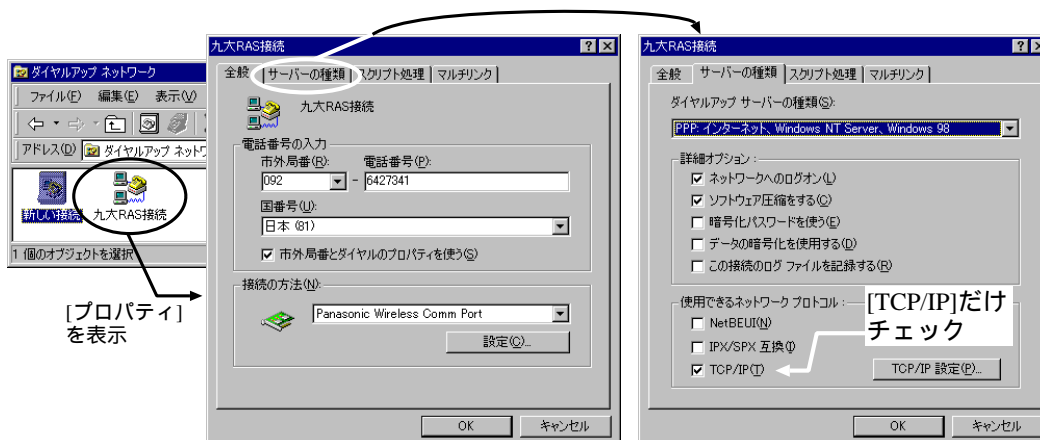 ダイヤルアップ ネットワーク
ファイル(F) 編集(E) 表示(V)
アドレス(D) ダイヤルアップ ネットワ
新しい接続 九大RAS接続
1 個のオブジェクトを選択
[プロパティ]
を表示
九大RAS接続
全般 サーバーの種類 スクリプト処理 マルチリンク
九大RAS接続
電話番号の入力
市外局番(R): 電話番号(P):
092 - 6427341
国番号(U):
日本 (81)
市外局番とダイヤルのプロパティを使う(S)
接続の方法(N):
Panasonic Wireless Comm Port
設定(C)...
OK キャンセル
九大RAS接続
全般 サーバーの種類 スクリプト処理 マルチリンク
ダイヤルアップ サーバーの種類(S):
PPP: インターネット、Windows NT Server、Windows 98
詳細オプション :
ネットワークへのログオン(L)
ソフトウェア圧縮をする(C)
暗号化パスワードを使う(E)
データの暗号化を使用する(D)
この接続のログ ファイルを記録する(R)
使用できるネットワーク プロトコル :
NetBEUI(N)
IPX/SPX 互換(I)
TCP/IP(T)
TCP/IP 設定(P)...
[TCP/IP]だけ
チェック
OK キャンセル